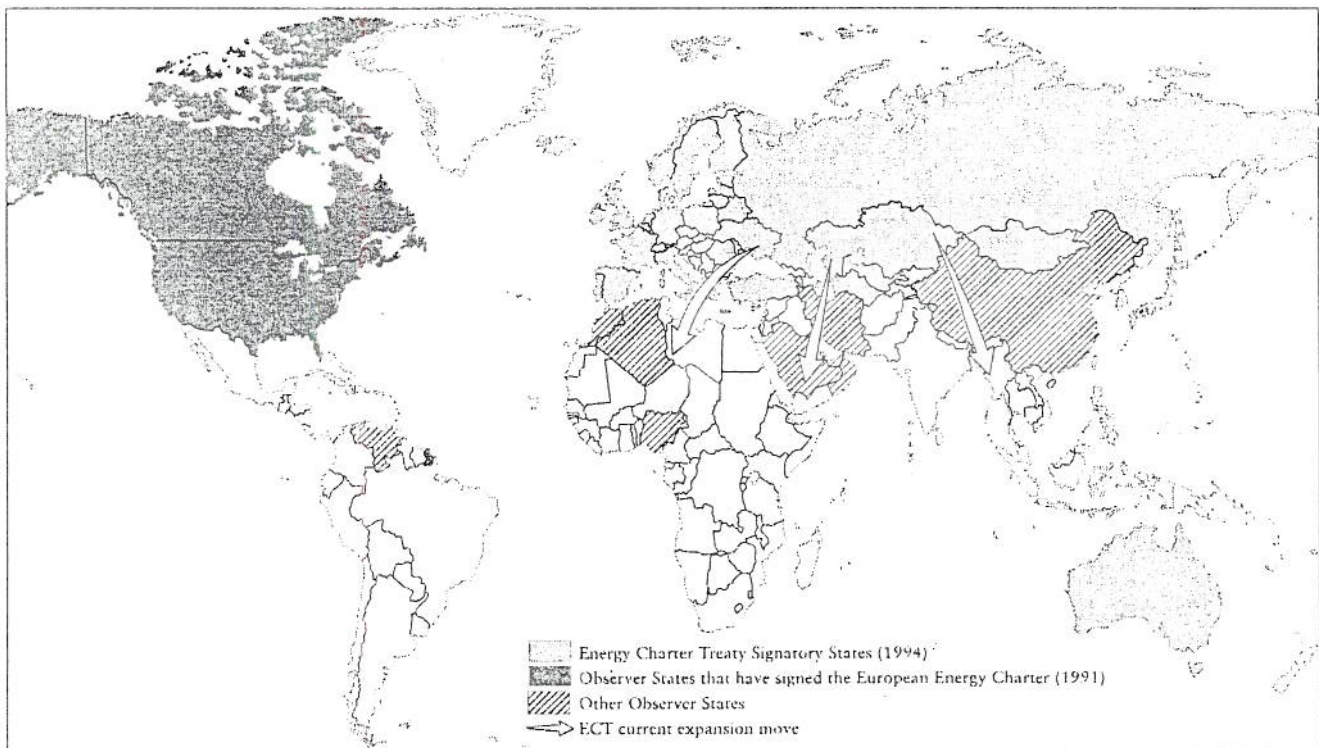 Energy Charter Treaty Signatory States (1994)
Observer States that have signed the European Energy Charter (1991)
Other Observer States
ECT current expansion move